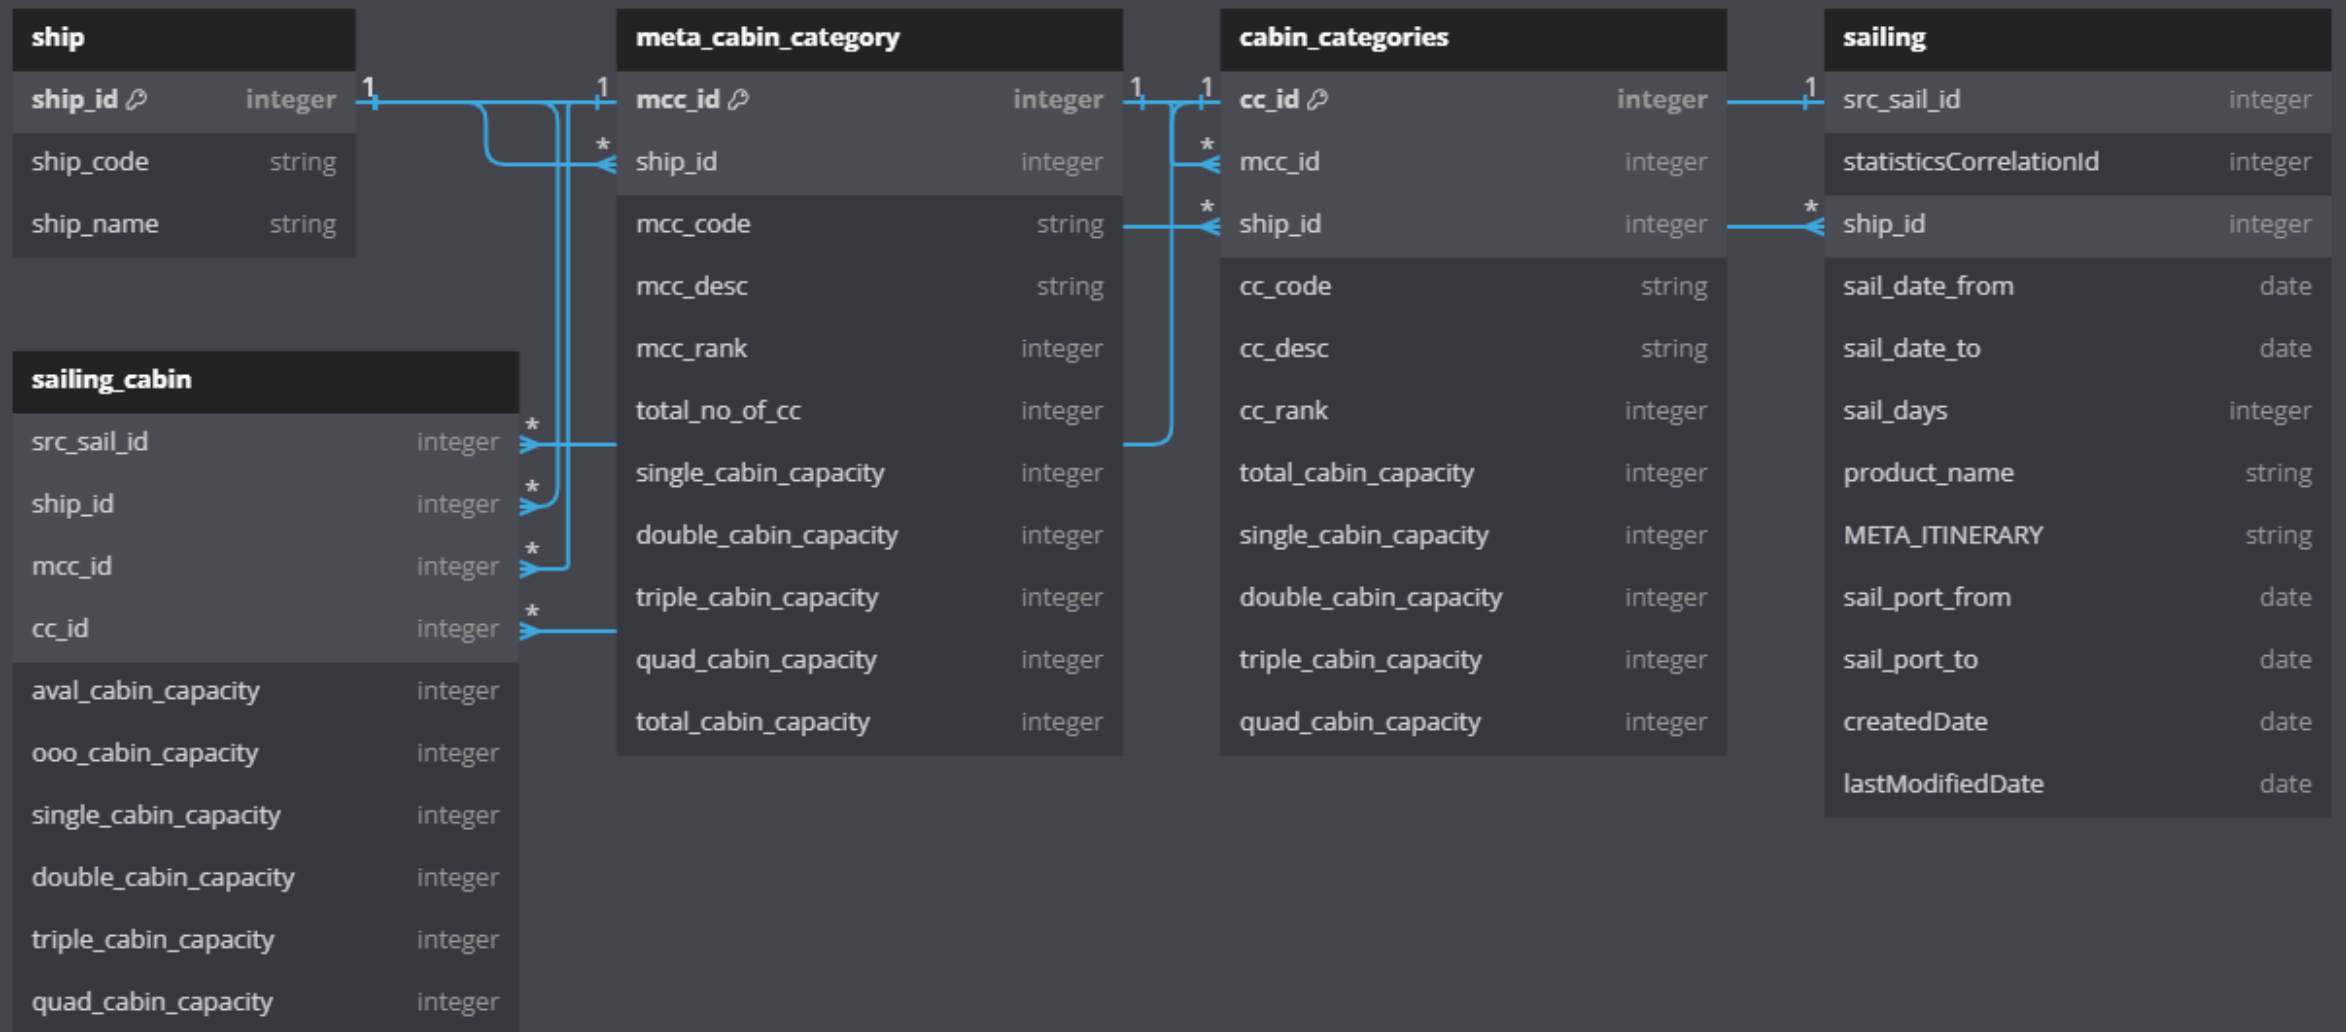 ship
ship_id integer
ship_code string
ship_name string
sailing_cabin
src_sail_id integer
ship_id integer
mcc_id integer
cc_id integer
aval_cabin_capacity integer
ooo_cabin_capacity integer
single_cabin_capacity integer
double_cabin_capacity integer
triple_cabin_capacity integer
quad_cabin_capacity integer
1
1
*
*
*
*
*
meta_cabin_category
mcc_id integer
ship_id integer
mcc_code string
mcc_desc string
mcc_rank integer
total_no_of_cc integer
single_cabin_capacity integer
double_cabin_capacity integer
triple_cabin_capacity integer
quad_cabin_capacity integer
total_cabin_capacity integer
1
1
*
*
cabin_categories
cc_id integer
mcc_id integer
ship_id integer
cc_code string
cc_desc string
cc_rank integer
total_cabin_capacity integer
single_cabin_capacity integer
double_cabin_capacity integer
triple_cabin_capacity integer
quad_cabin_capacity integer
1
*
sailing
src_sail_id integer
statisticsCorrelationId integer
ship_id integer
sail_date_from date
sail_date_to date
sail_days integer
product_name string
META_ITINERARY string
sail_port_from date
sail_port_to date
createdDate date
lastModifiedDate date